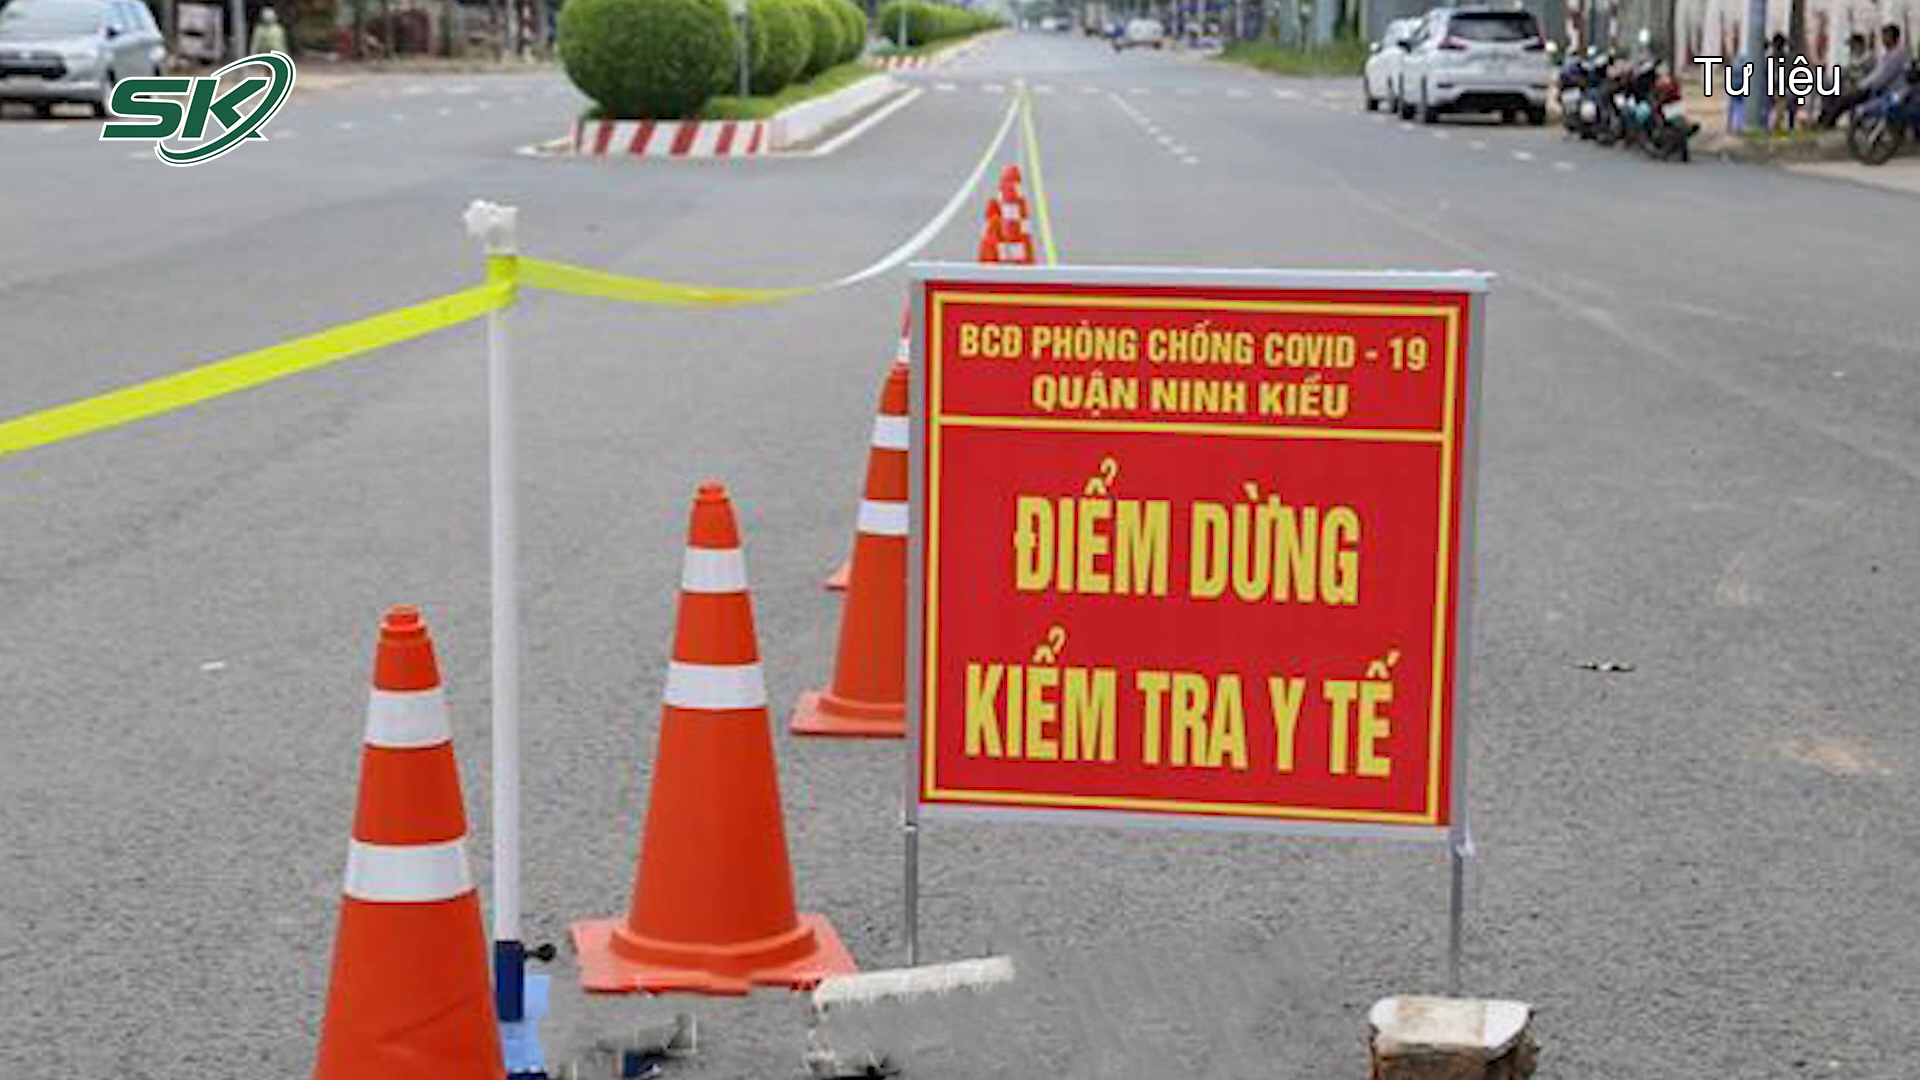 SK
Tư liệu
BCĐ PHÒNG CHỐNG COVID - 19
QUẬN NINH KIỀU
ĐIỂM DỪNG
KIỂM TRA Y TẾ